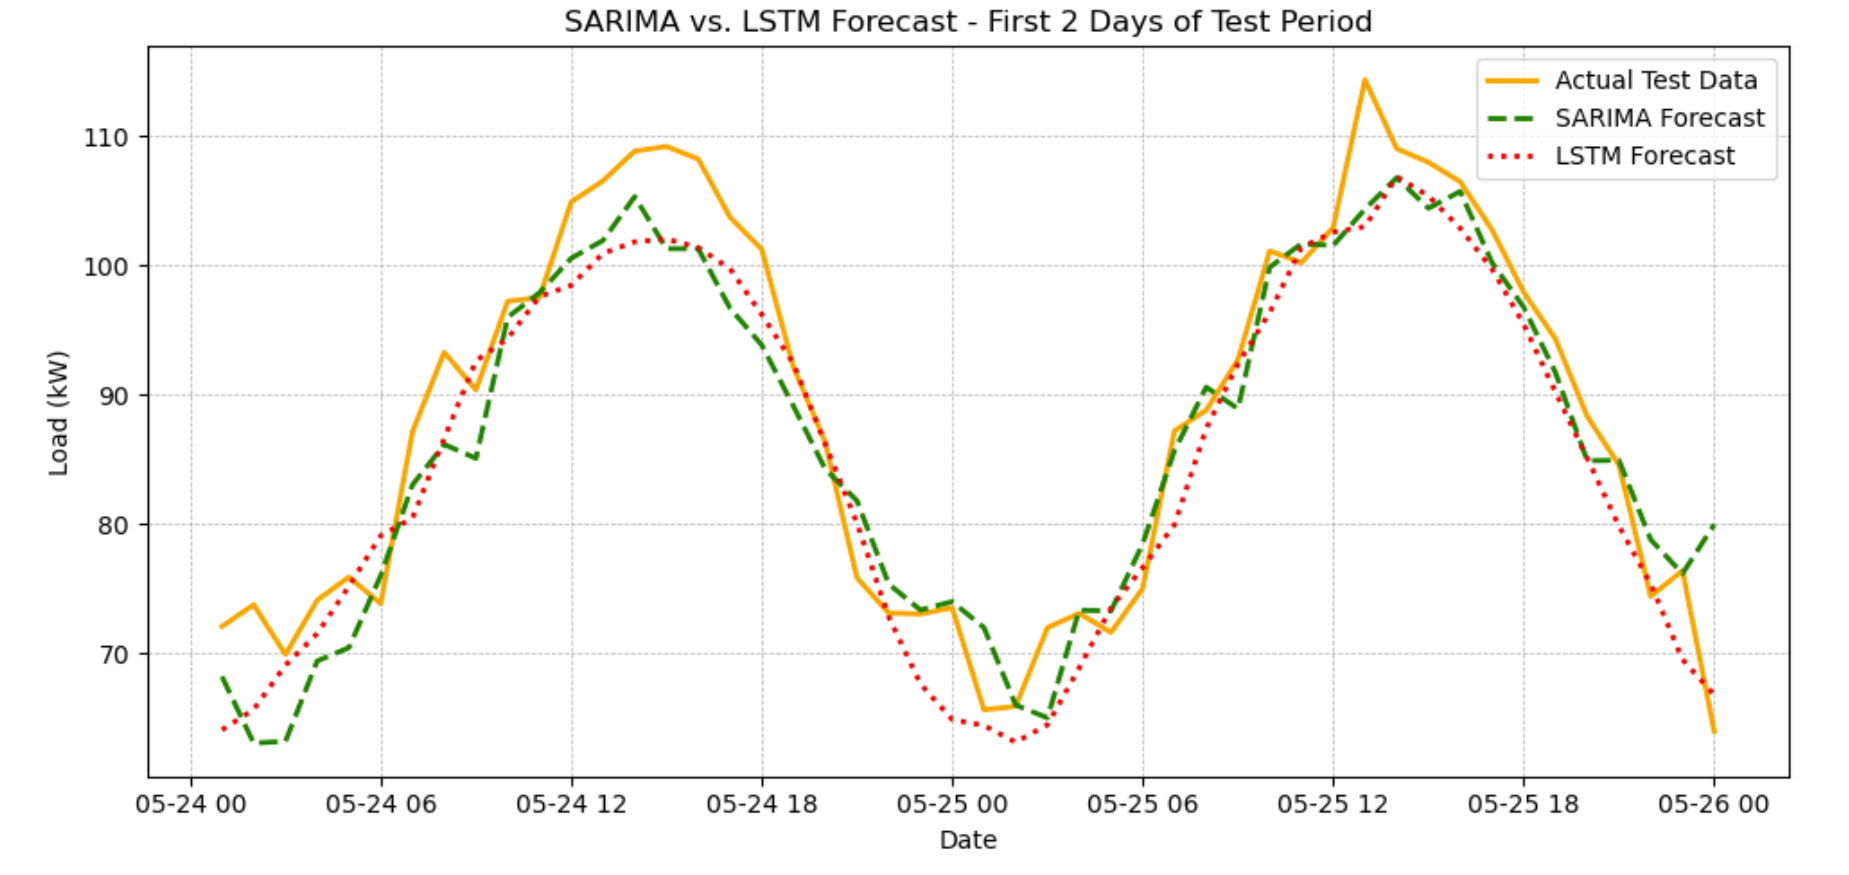 SARIMA vs. LSTM Forecast - First 2 Days of Test Period
Actual Test Data
SARIMA Forecast
LSTM Forecast
Load (kW)
110
100
90
80
70
05-24 00
05-24 06
05-24 12
05-24 18
05-25 00
05-25 06
05-25 12
05-25 18
05-26 00
Date